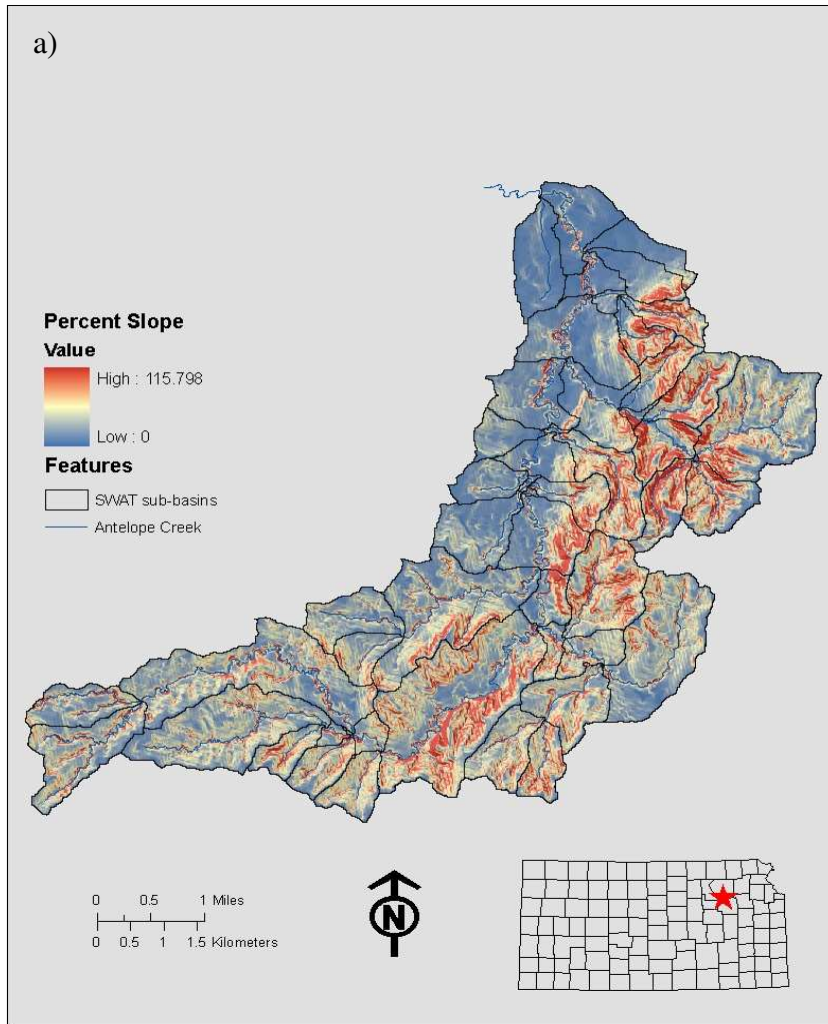 a)
Percent Slope
Value
High : 115.798
Low : 0
Features
SWAT sub-basins
Antelope Creek
0 0.5 1 Miles
0 0.5 1 1.5 Kilometers
N